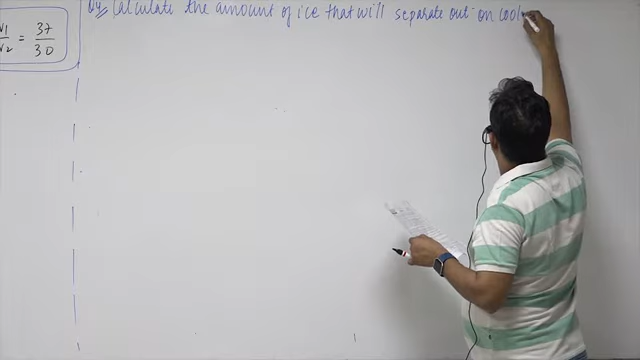 Q4 Calculate the amount of ice that will separate out on cool
V1/V2 = 37/30